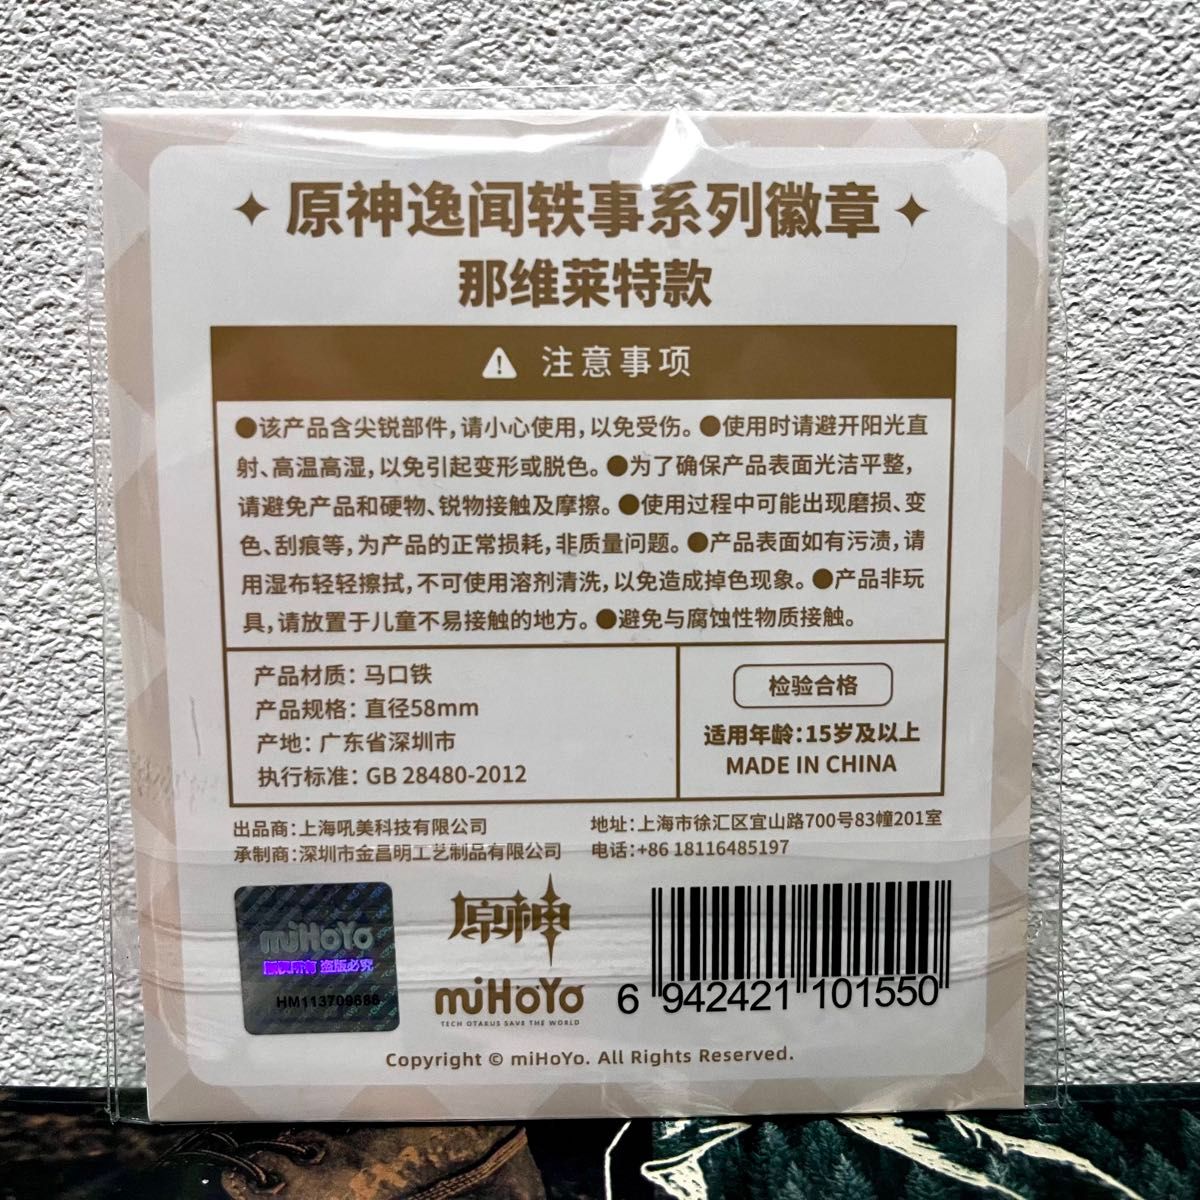 原神逸闻轶事系列徽章
那维莱特款
注意事项
●该产品含尖锐部件,请小心使用,以免受伤。●使用时请避开阳光直
射、高温高湿,以免引起变形或脱色。●为了确保产品表面光洁平整,
请避免产品和硬物、锐物接触及摩擦。●使用过程中可能出现磨损、变
色、刮痕等,为产品的正常损耗,非质量问题。●产品表面如有污渍,请
用湿布轻轻擦拭,不可使用溶剂清洗,以免造成掉色现象。●产品非玩
具,请放置于儿童不易接触的地方。●避免与腐蚀性物质接触。
产品材质:马口铁
产品规格:直径58mm
产地:广东省深圳市
执行标准:GB 28480-2012
检验合格
适用年龄:15岁及以上
MADE IN CHINA
出品商:上海吼美科技有限公司
承制商:深圳市金昌明工艺制品有限公司
地址:上海市徐汇区宜山路700号83幢201室
电话:+86 18116485197
miHoYo
版权所有 盗版必究
HM113709686
原神
miHoYo
TECH OTAKUS SAVE THE WORLD
6 942421 101550
Copyright © miHoYo. All Rights Reserved.